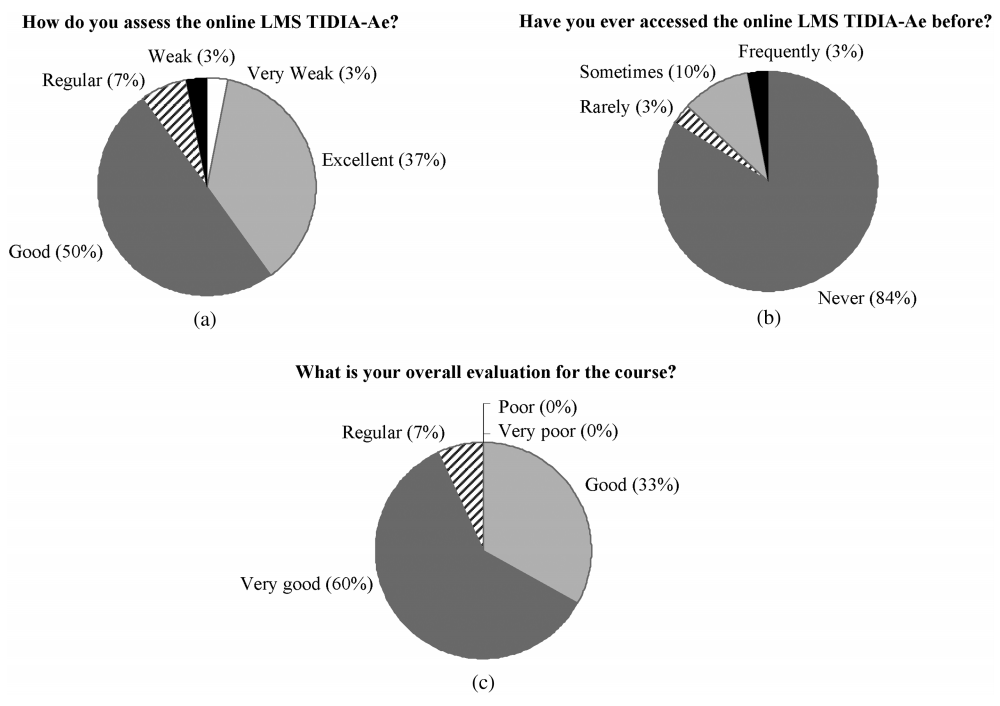 How do you assess the online LMS TIDIA-Ae?
Weak (3%)
Very Weak (3%)
Regular (7%)
Excellent (37%)
Good (50%)
(a)
Have you ever accessed the online LMS TIDIA-Ae before?
Frequently (3%)
Sometimes (10%)
Rarely (3%)
Never (84%)
(b)
What is your overall evaluation for the course?
Poor (0%)
Very poor (0%)
Regular (7%)
Good (33%)
Very good (60%)
(c)